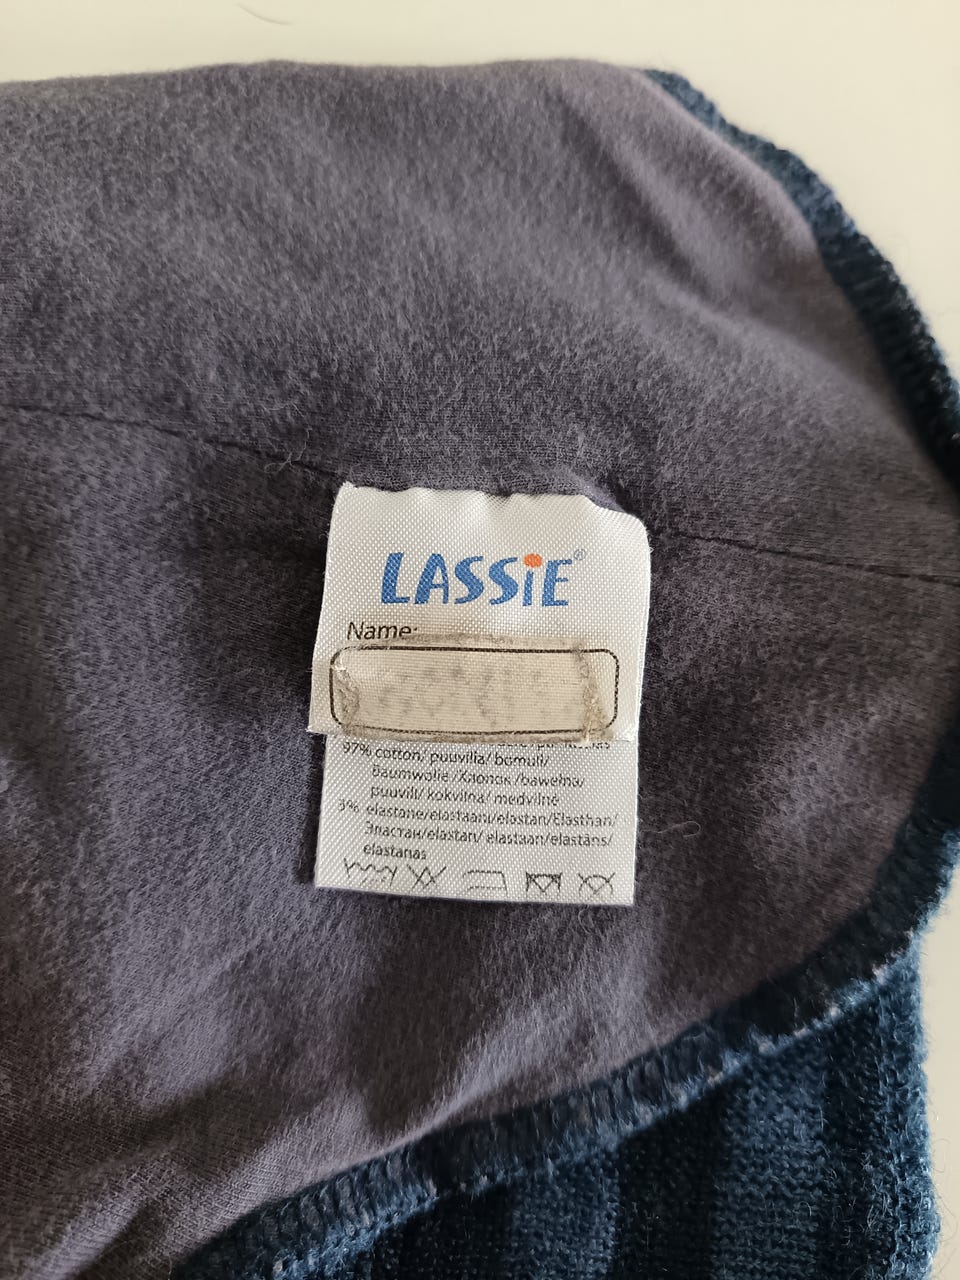 LASSiE®
Name:
97% cotton/puuvilla/bomull/
Baumwolle/Хлопок/bawełna/
puuvill/kokvilna/medvilnė
3% elastane/elastaani/elastan/Elasthan/
Эластан/elastan/elastaan/elastāns/
elastanas